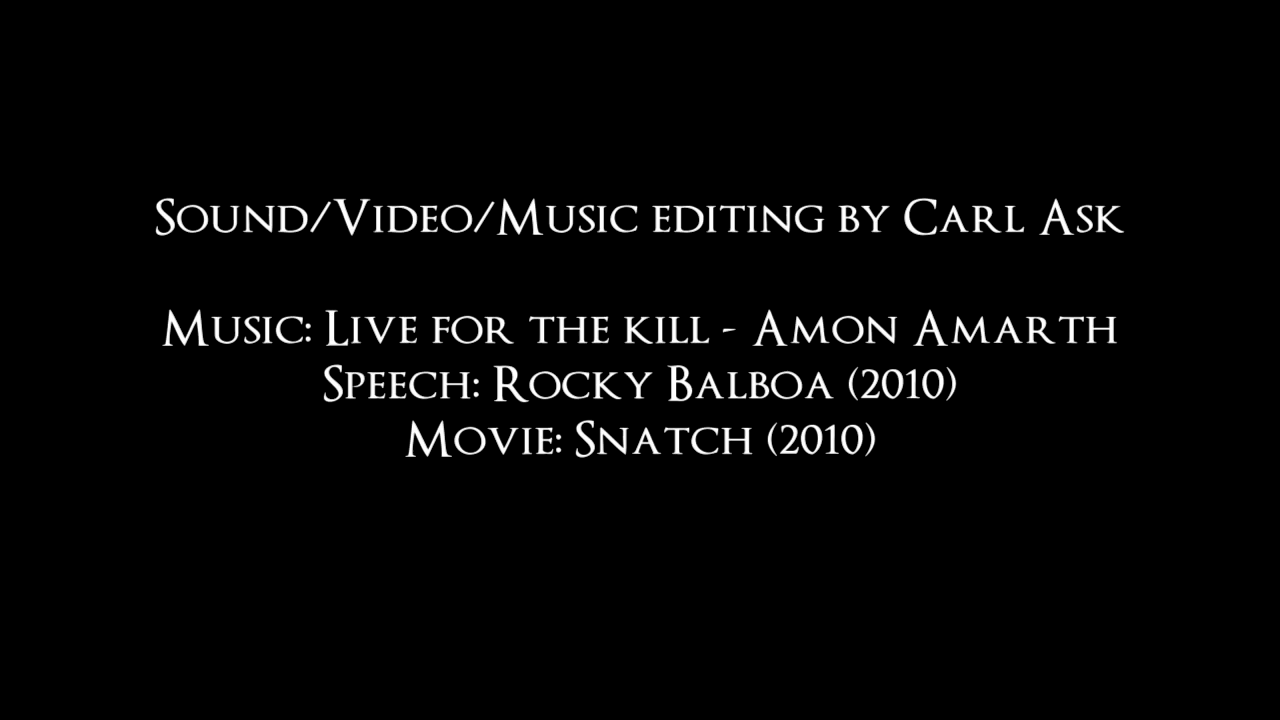 Sound/Video/Music editing by Carl Ask
Music: Live for the kill - Amon Amarth
Speech: Rocky Balboa (2010)
Movie: Snatch (2010)